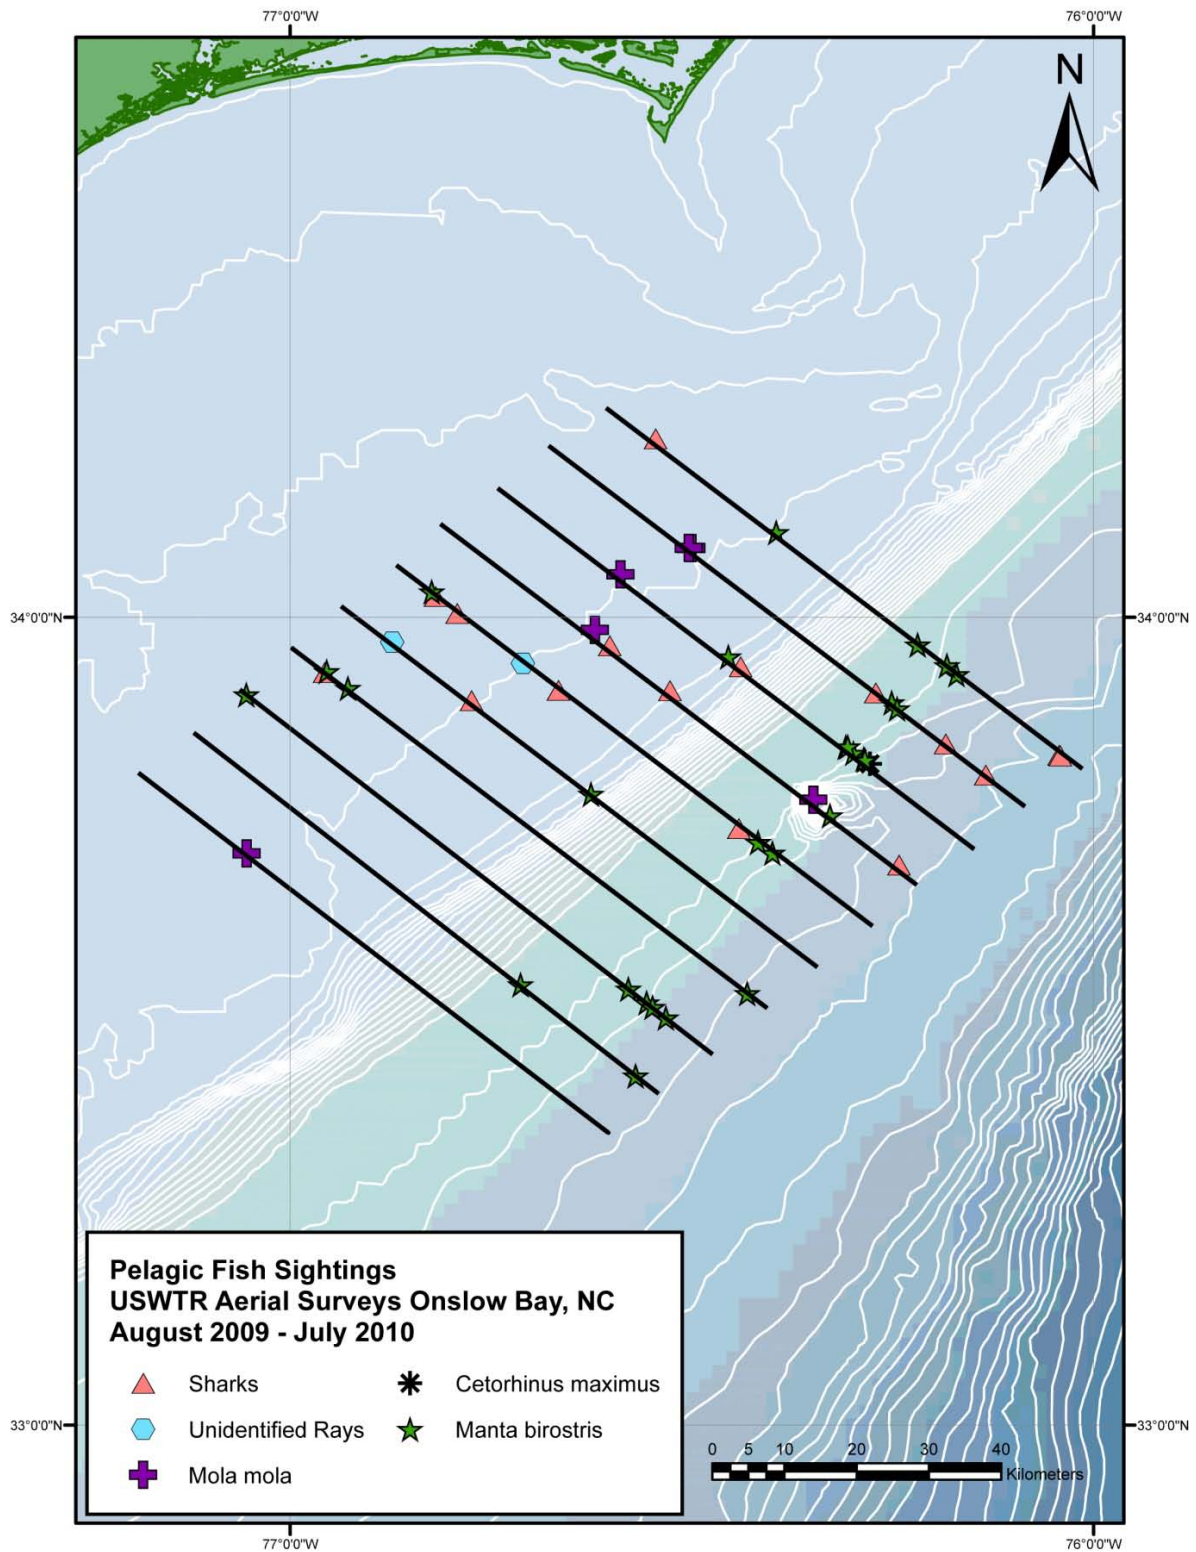 77°0'0"W 76°0'0"W
N
34°0'0"N 34°0'0"N
Pelagic Fish Sightings
USWTR Aerial Surveys Onslow Bay, NC
August 2009 - July 2010
Sharks Cetorhinus maximus
Unidentified Rays Manta birostris
Mola mola
33°0'0"N 33°0'0"N
0 5 10 20 30 40
Kilometers
77°0'0"W 76°0'0"W